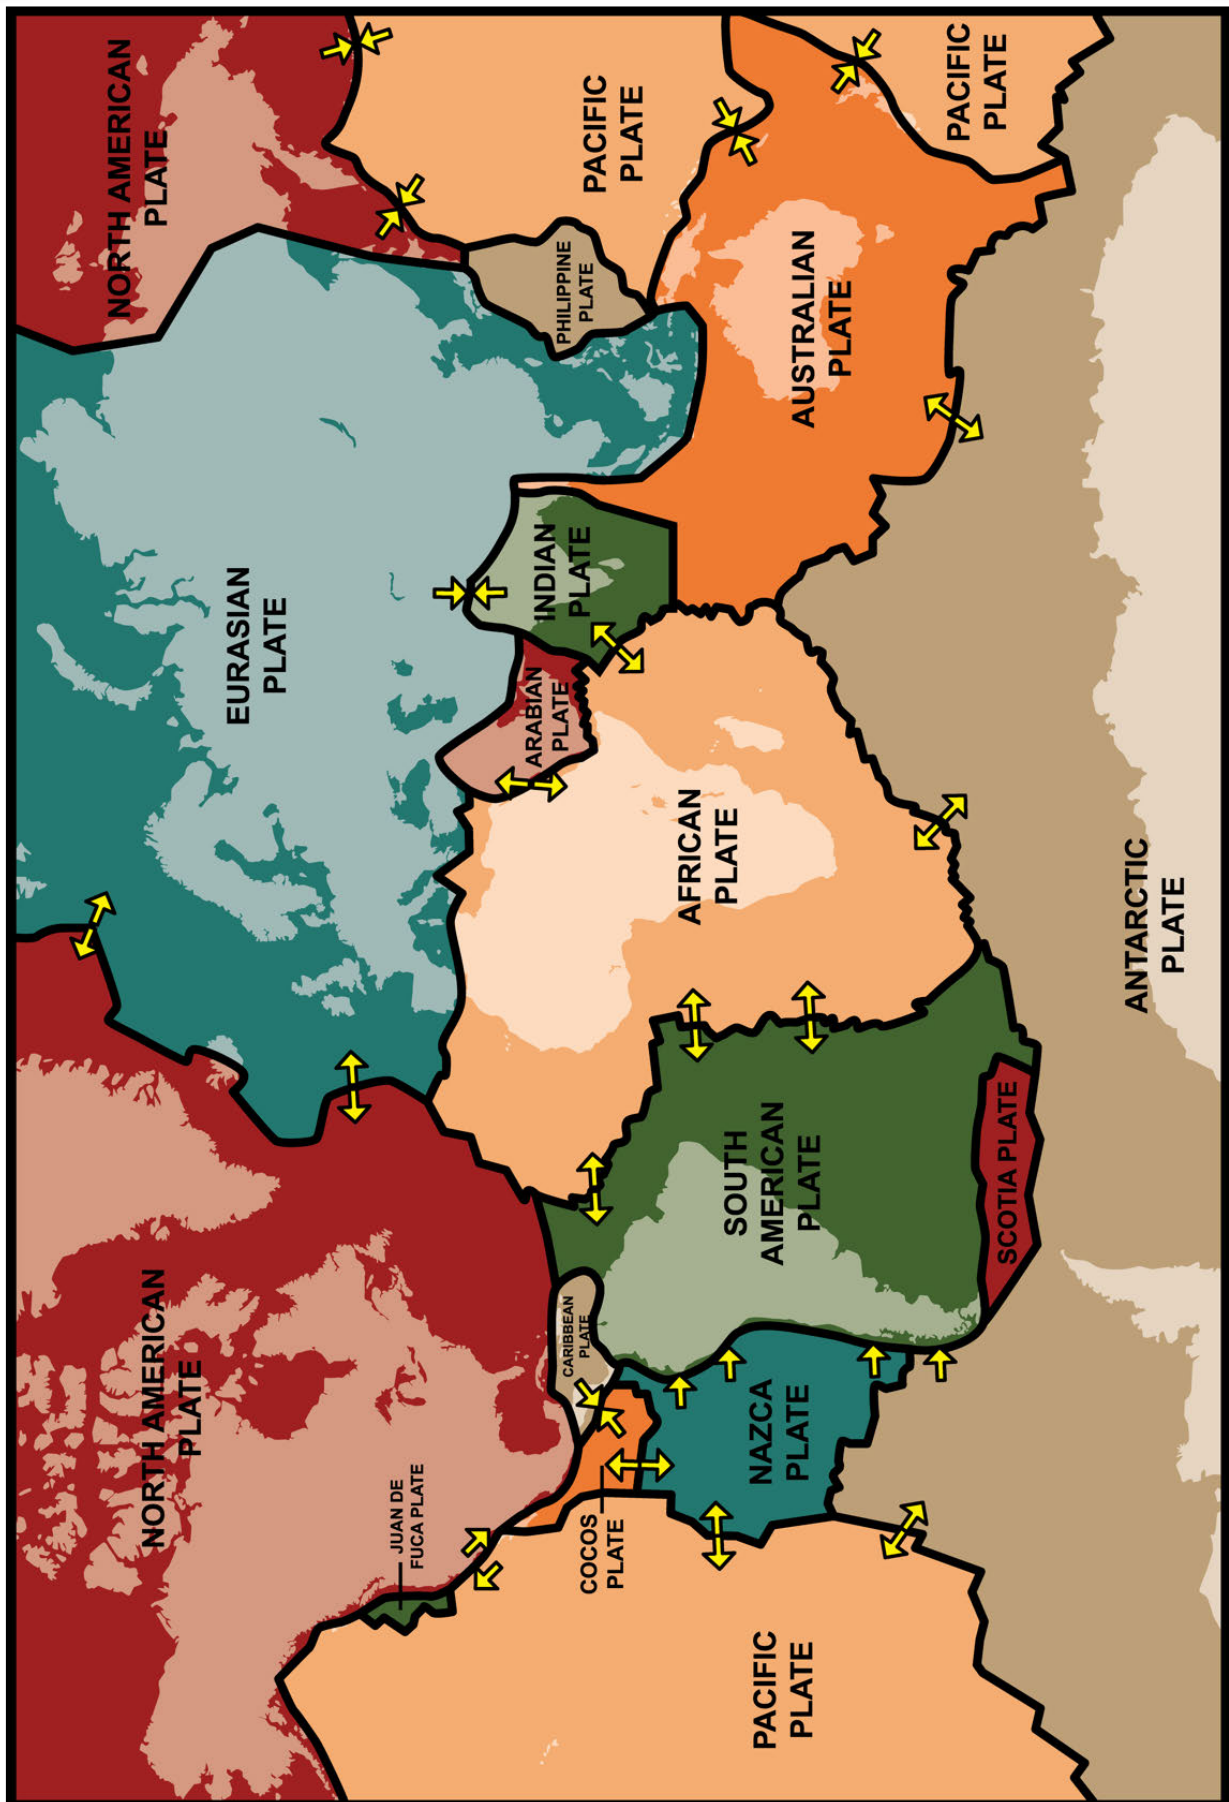 NORTH AMERICAN
PLATE
JUAN DE
FUCA PLATE
PACIFIC
PLATE
COCOS
PLATE
NAZCA
PLATE
CARIBBEAN
PLATE
SOUTH
AMERICAN
PLATE
SCOTIA PLATE
ANTARCTIC
PLATE
AFRICAN
PLATE
EURASIAN
PLATE
ARABIAN
PLATE
INDIAN
PLATE
AUSTRALIAN
PLATE
PHILIPPINE
PLATE
NORTH AMERICAN
PLATE
PACIFIC
PLATE
PACIFIC
PLATE